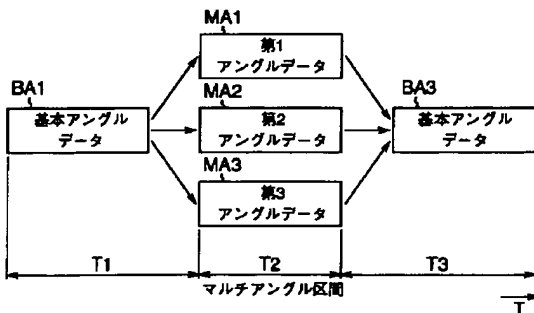 MA1
第1
アングルデータ
BA1
基本アングル
データ
MA2
第2
アングルデータ
BA3
基本アングル
データ
MA3
第3
アングルデータ
T1
T2
T3
マルチアングル区間
T